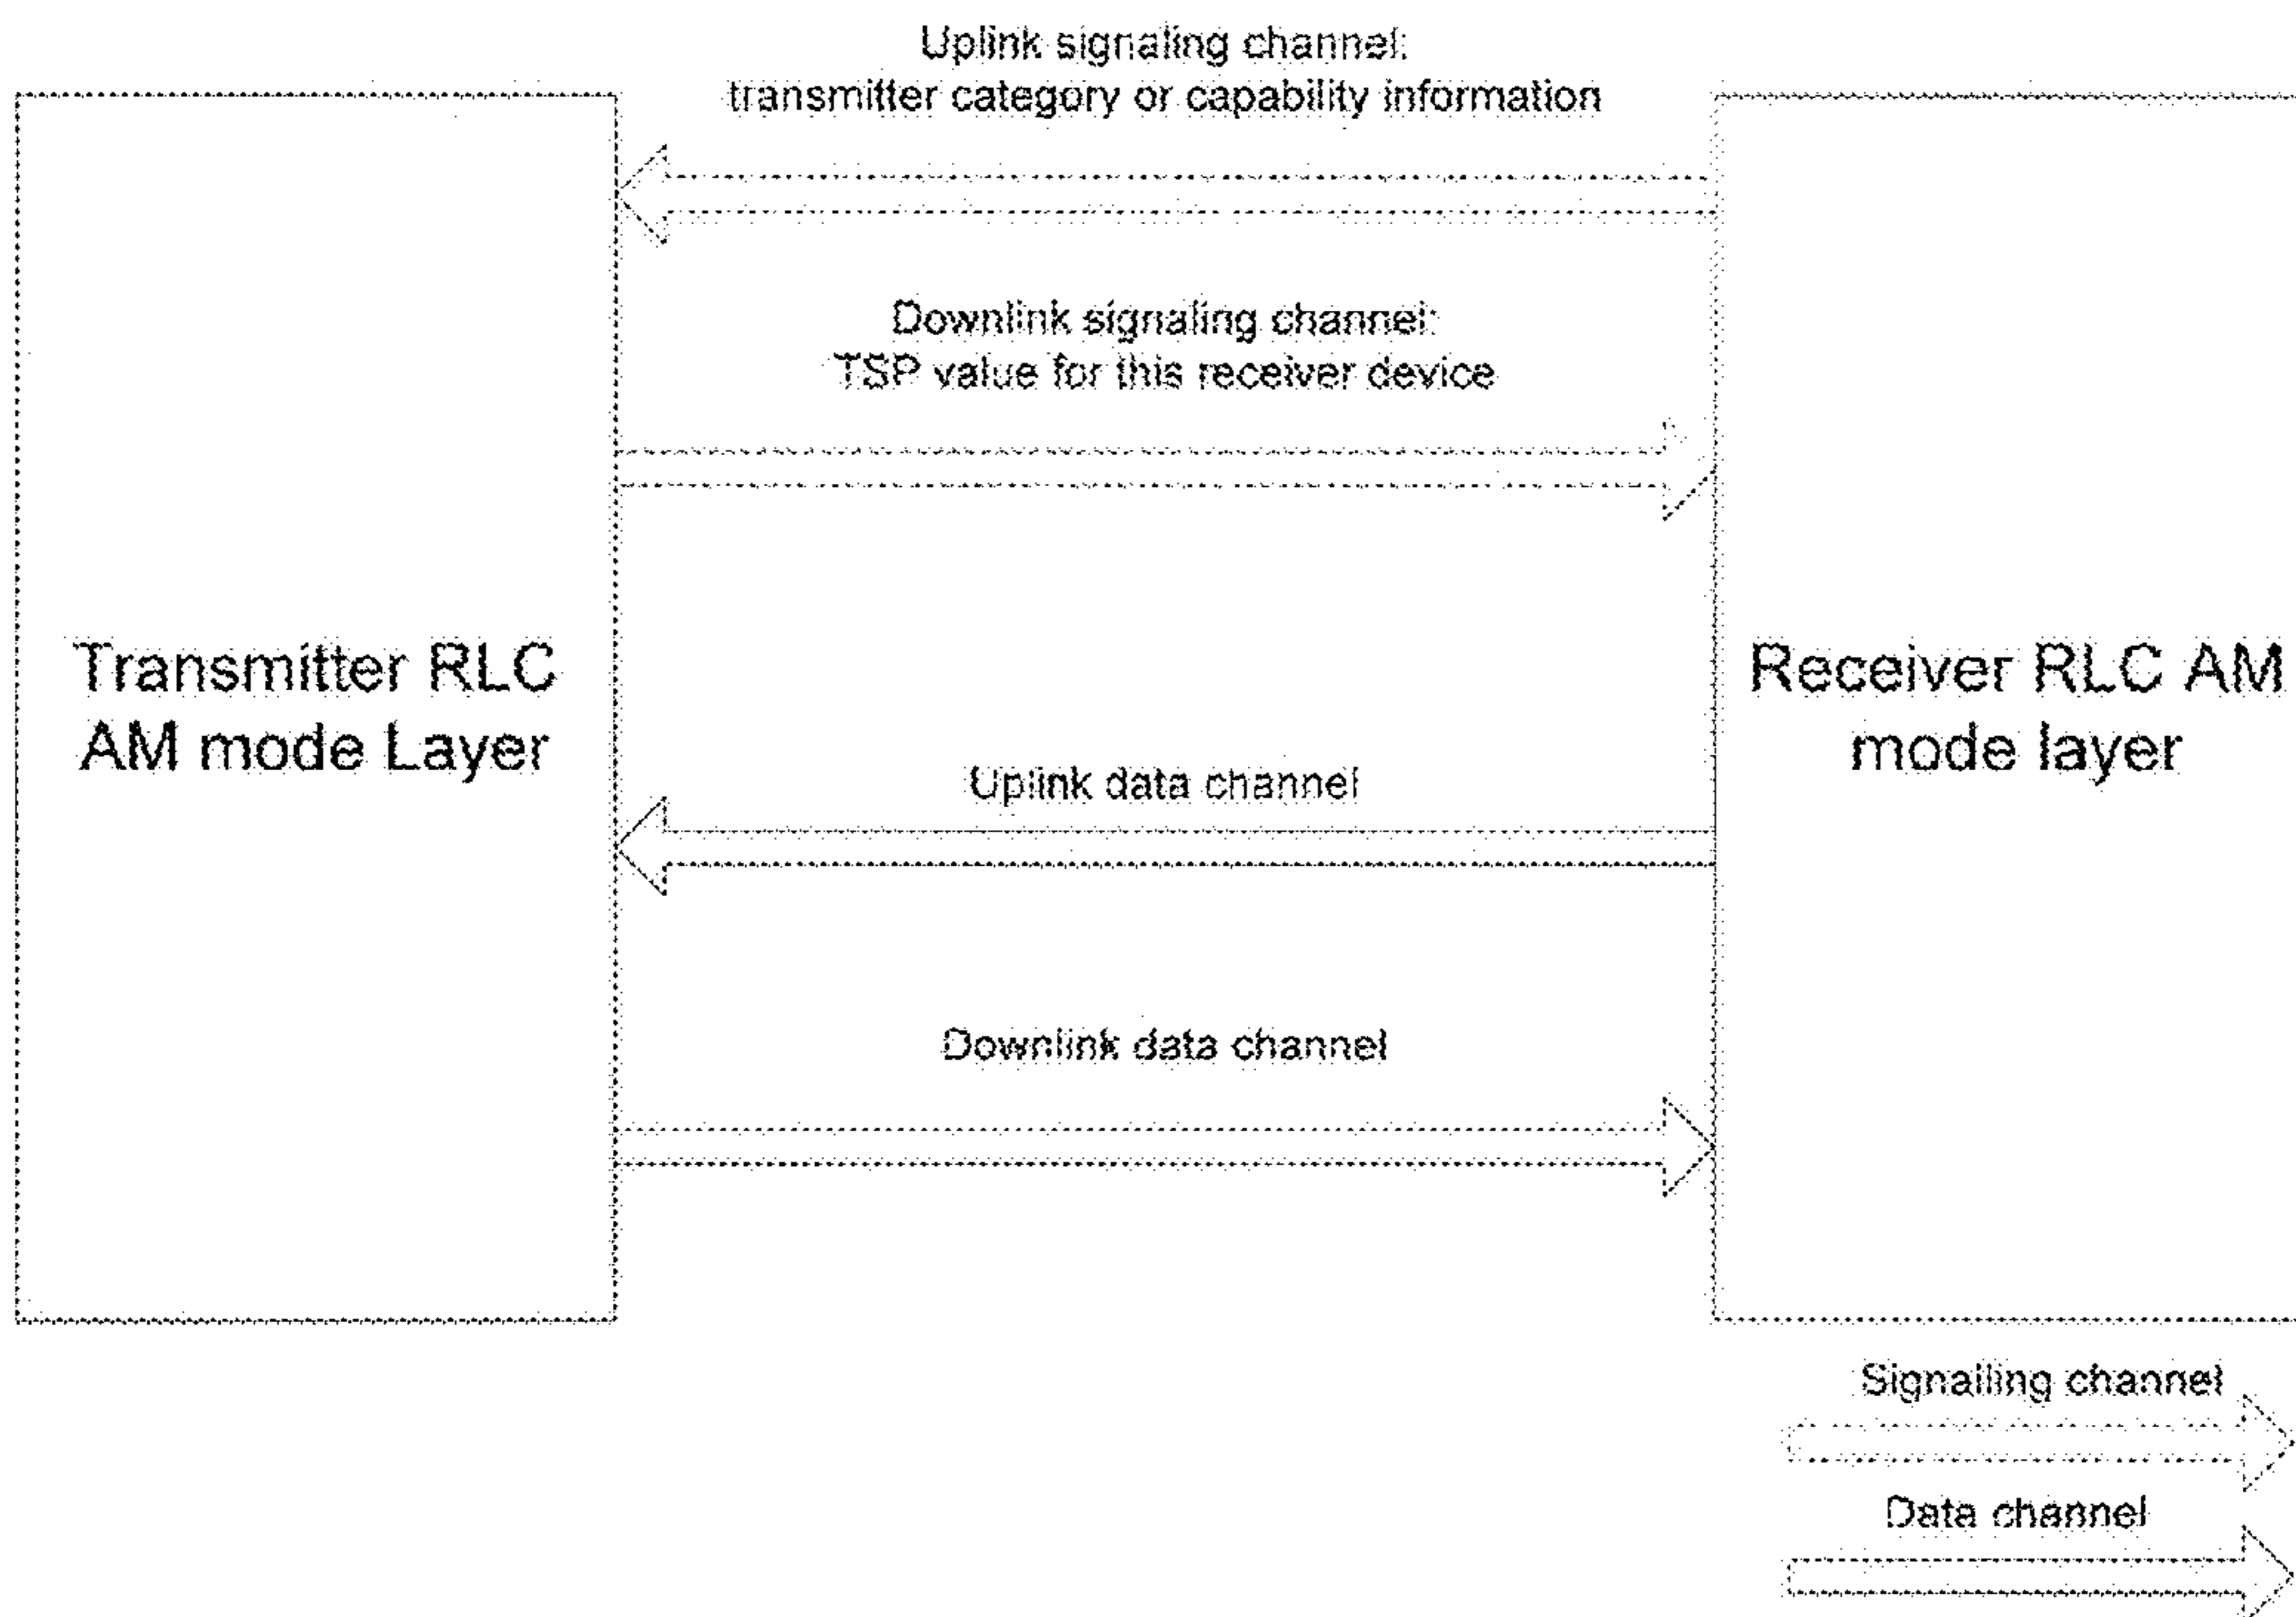 Uplink signaling channel:
transmitter category or capability information
Downlink signaling channel:
TSP value for this receiver device
Transmitter RLC
AM mode Layer
Receiver RLC AM
mode layer
Uplink data channel
Downlink data channel
Signalling channel
Data channel